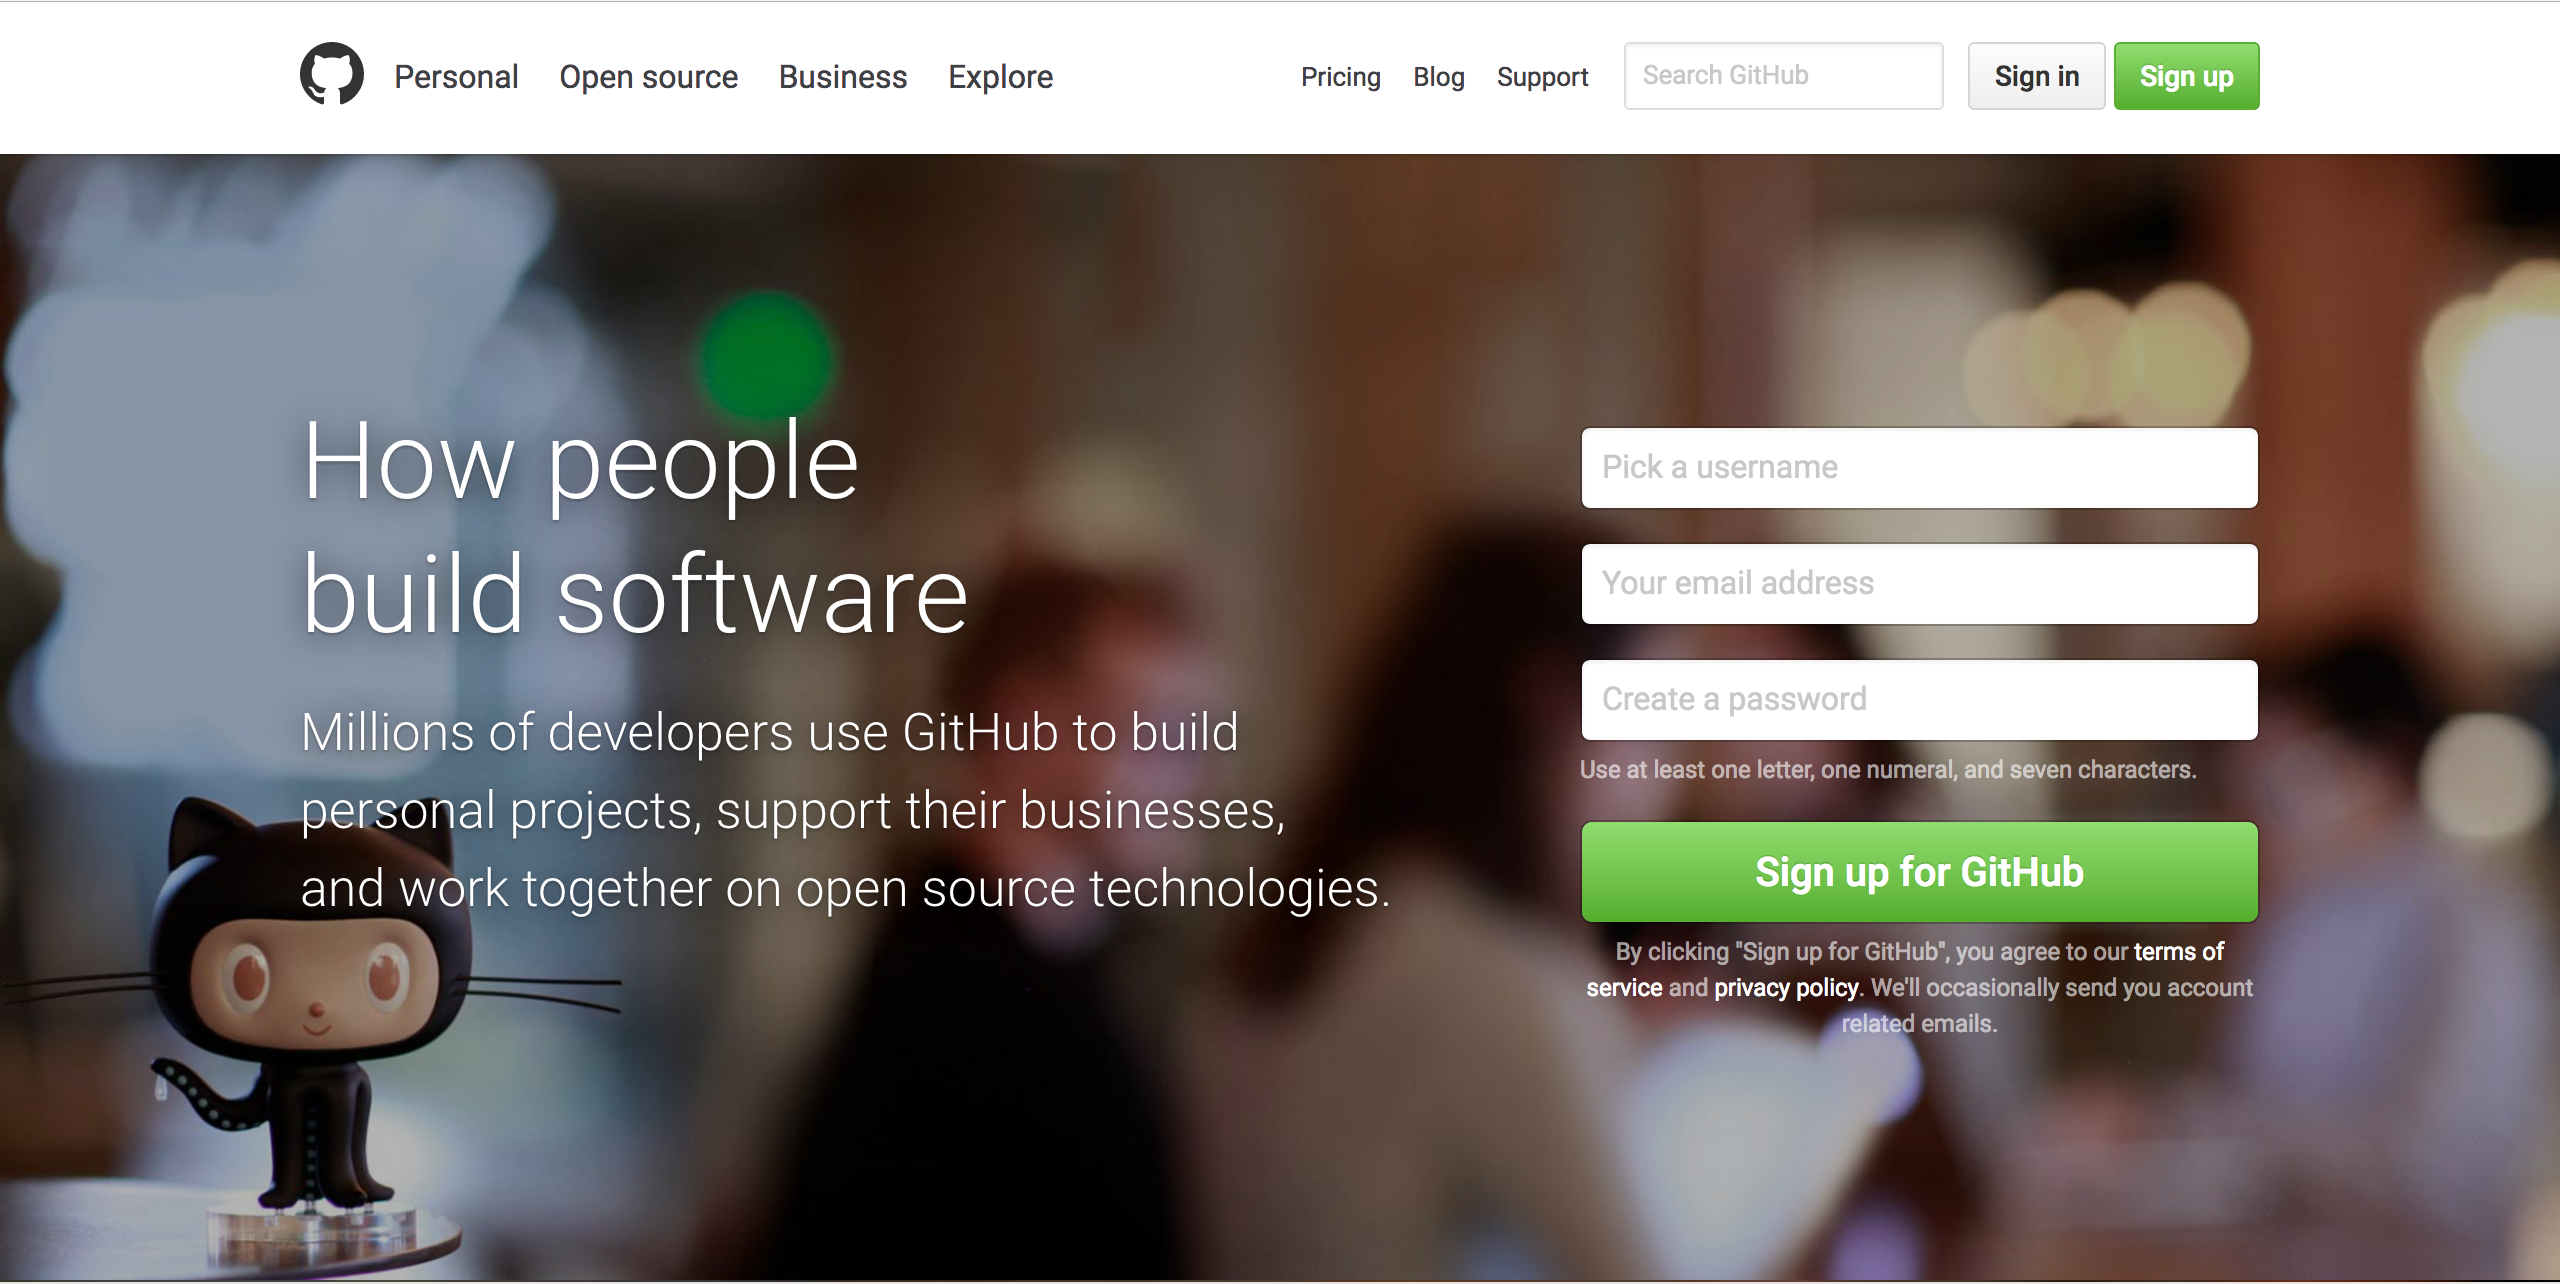 Personal Open source Business Explore Pricing Blog Support Search GitHub Sign in Sign up
How people
build software
Millions of developers use GitHub to build
personal projects, support their businesses,
and work together on open source technologies.
Pick a username
Your email address
Create a password
Use at least one letter, one numeral, and seven characters.
Sign up for GitHub
By clicking "Sign up for GitHub", you agree to our terms of
service and privacy policy. We'll occasionally send you account
related emails.